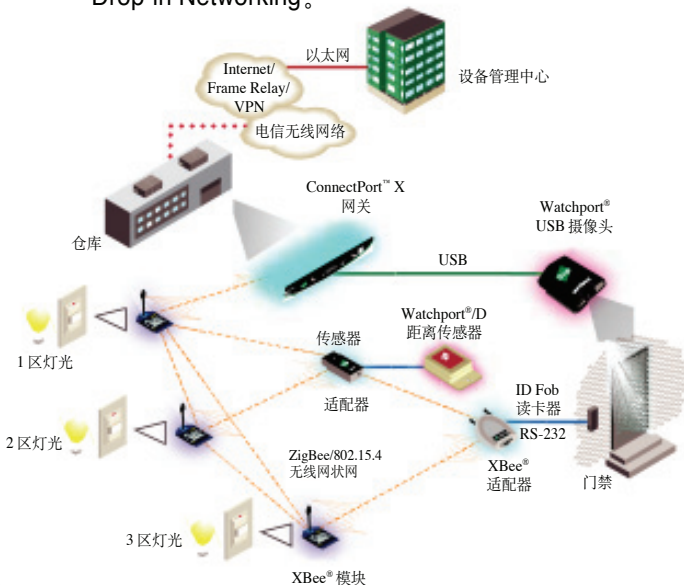 Drop-in Networking。
以太网
Internet/
Frame Relay/
VPN
设备管理中心
电信无线网络
ConnectPort™ X
网关
Watchport®
USB 摄像头
仓库
USB
Watchport®/D
距离传感器
传感器
1 区灯光
适配器
ID Fob
读卡器
RS-232
2 区灯光
ZigBee/802.15.4
无线网状网
XBee®
适配器
门禁
3 区灯光
XBee® 模块